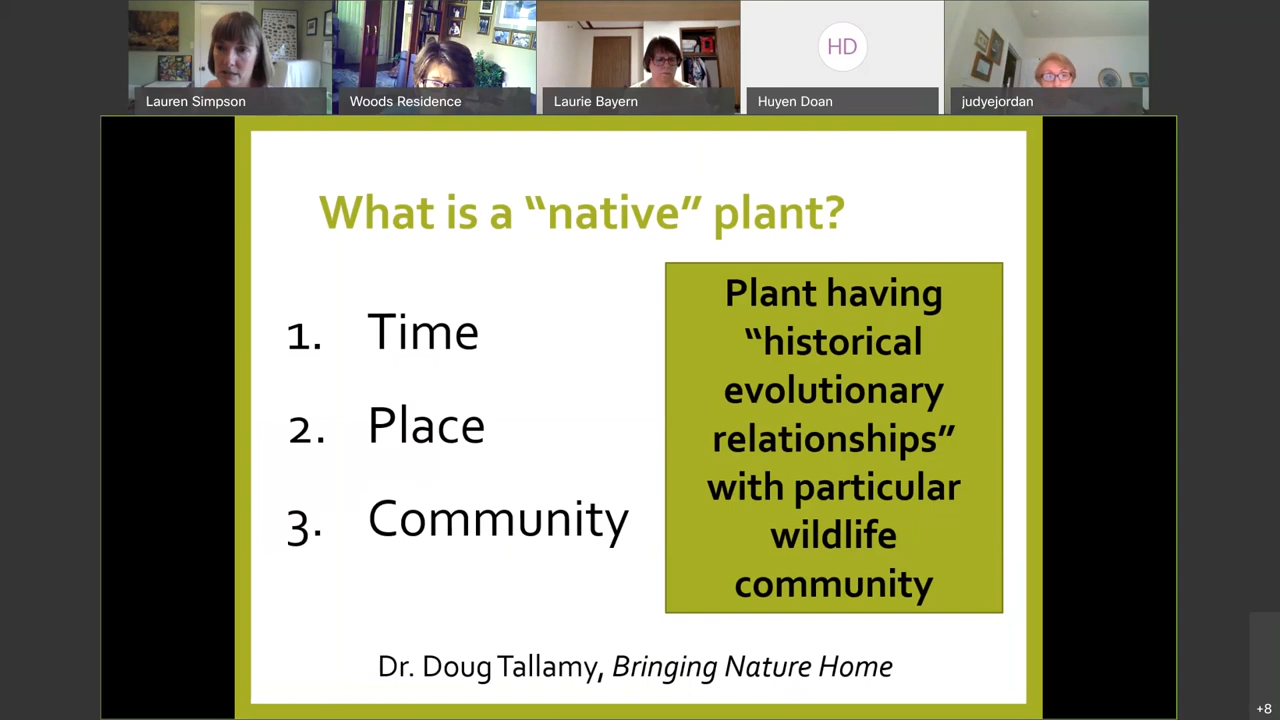 HD
Lauren Simpson
Woods Residence
Laurie Bayern
Huyen Doan
judyejordan
What is a “native” plant?
1. Time
2. Place
3. Community
Plant having
“historical
evolutionary
relationships”
with particular
wildlife
community
Dr. Doug Tallamy, Bringing Nature Home
+8